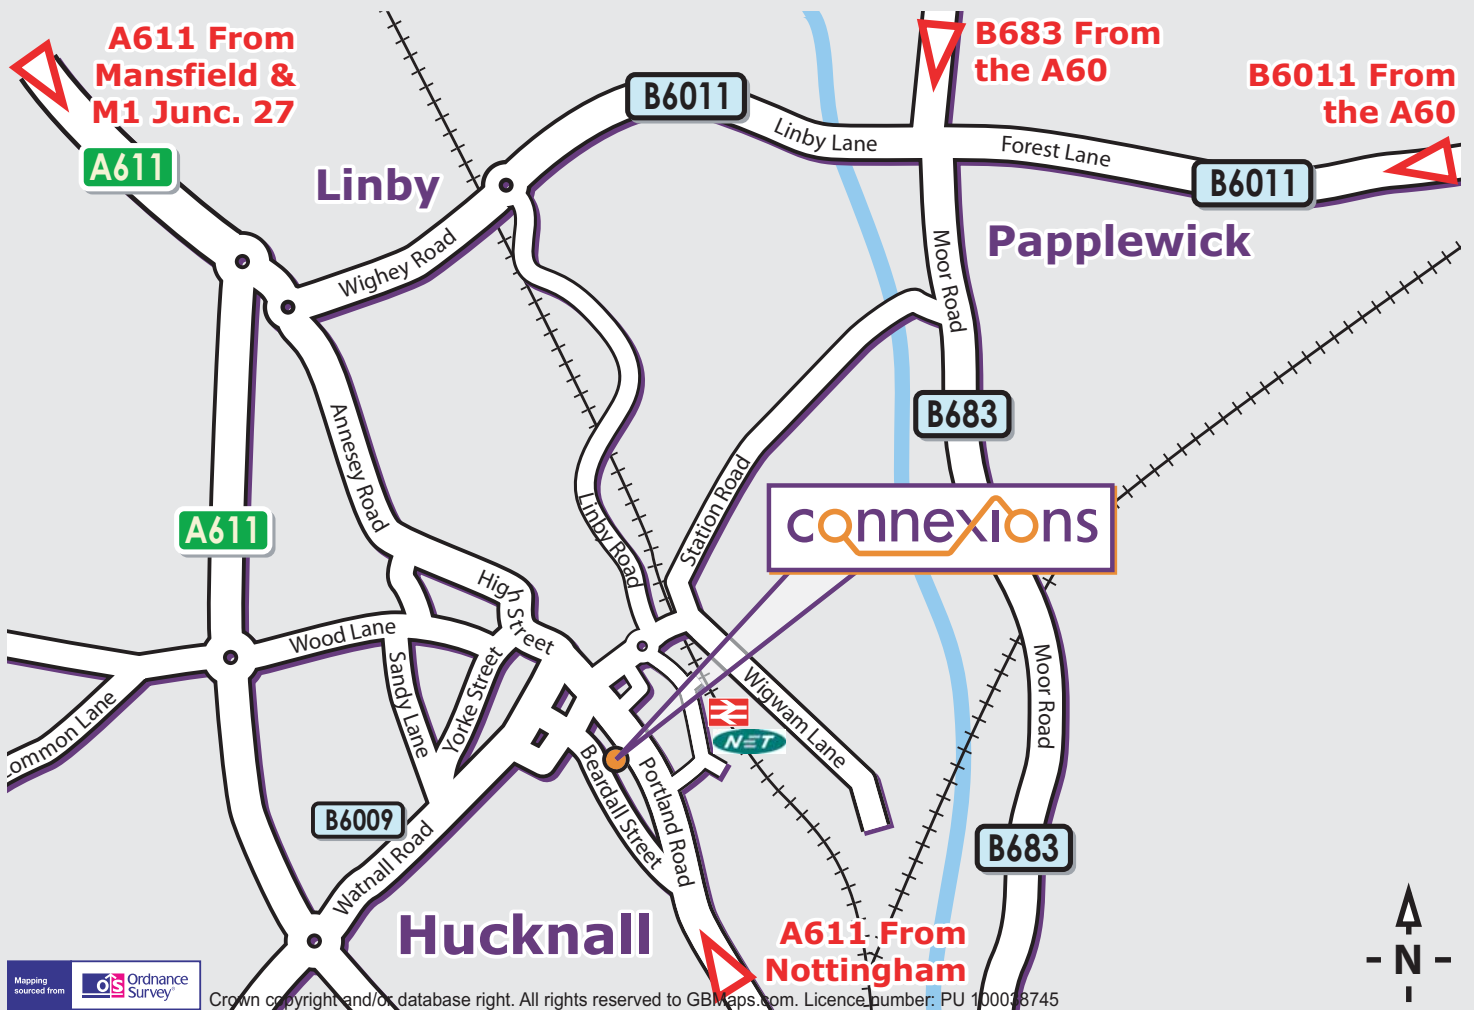 A611 From
Mansfield &
M1 Junc. 27
B683 From
the A60
B6011 From
the A60
B6011
A611
Linby
Linby Lane
Forest Lane
B6011
Wighey Road
Papplewick
Moor Road
Annesey Road
B683
Station Road
A611
Linby Road
connexions
High Street
Wood Lane
Sandy Lane
Yorke Street
Common Lane
Wigwam Lane
Moor Road
NET
Beardall Street
Portland Road
B6009
Watnall Road
B683
Hucknall
A611 From
Nottingham
N
Mapping
sourced from
OS
Ordnance
Survey®
Crown copyright and/or database right. All rights reserved to GBMaps.com. Licence number: PU 100038745